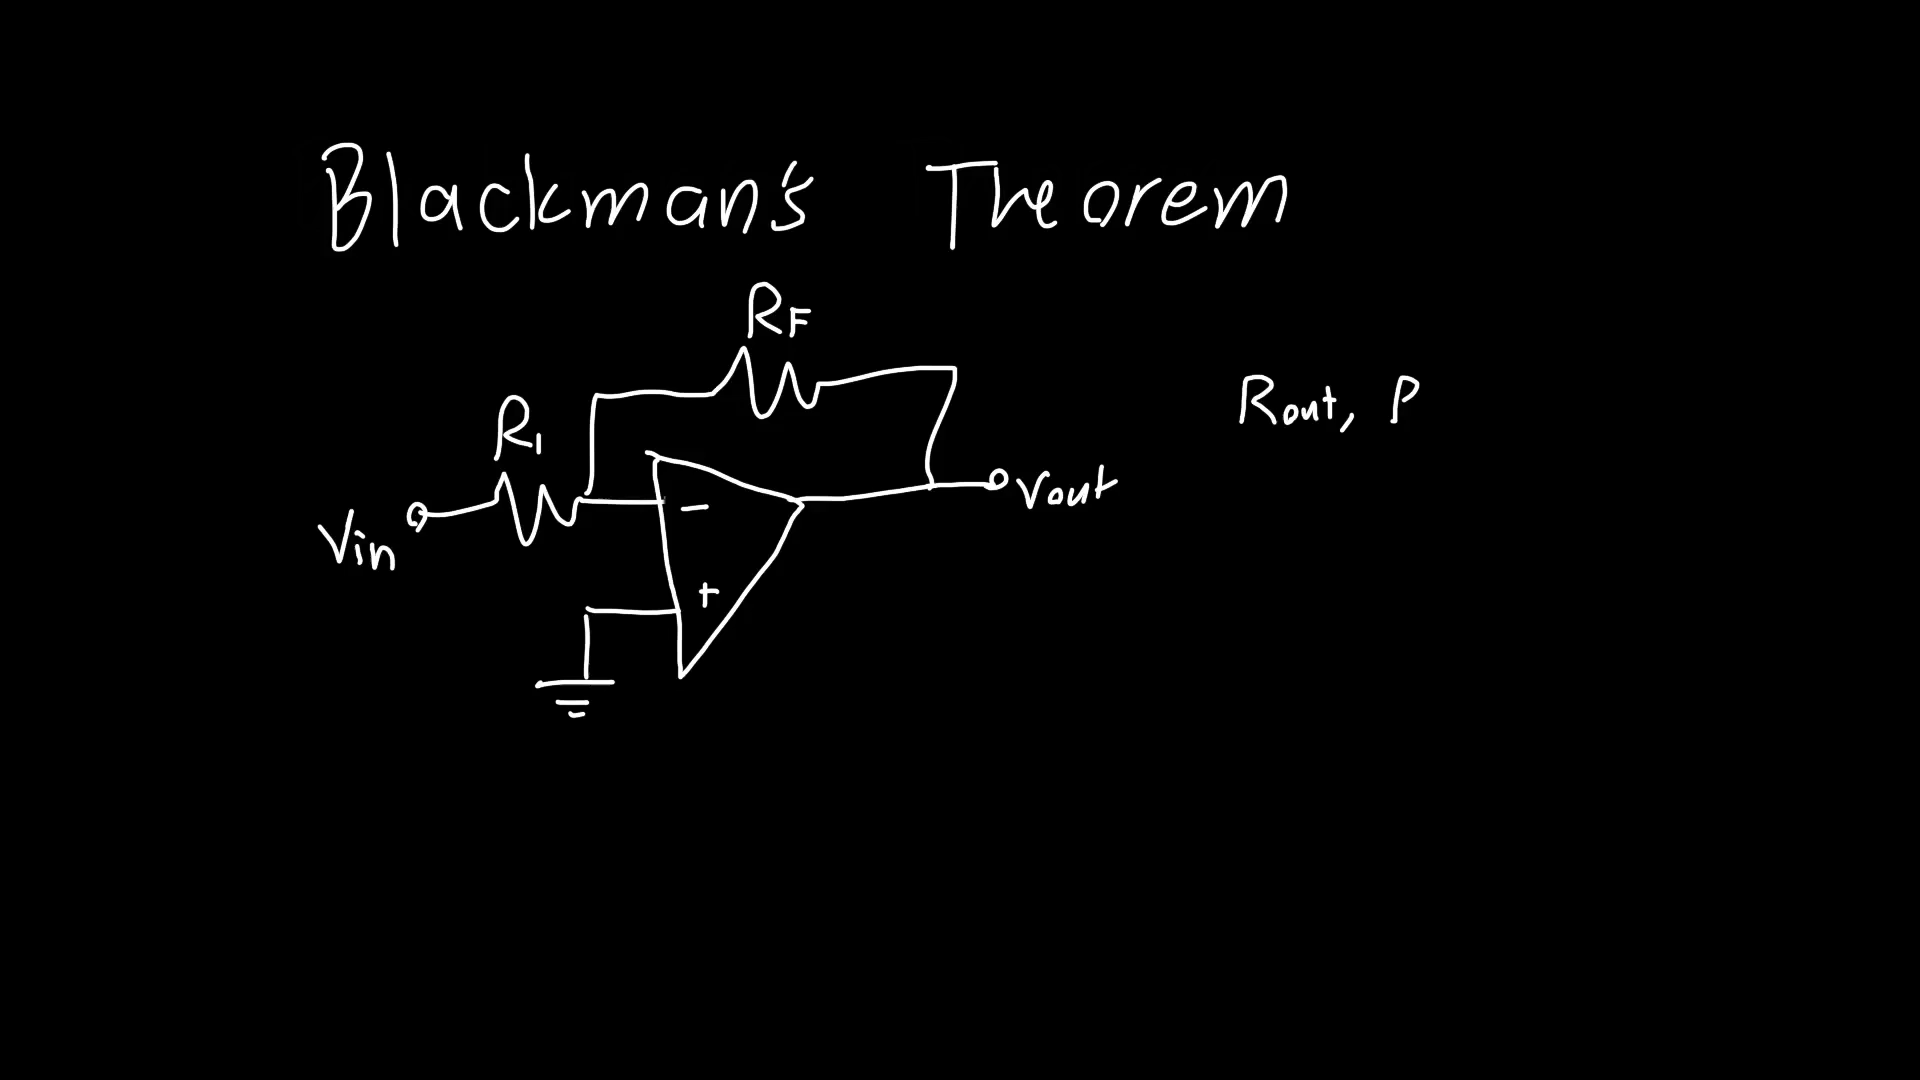 Blackman's Theorem
RF
R1
Rout, P
Vout
Vin
-
+